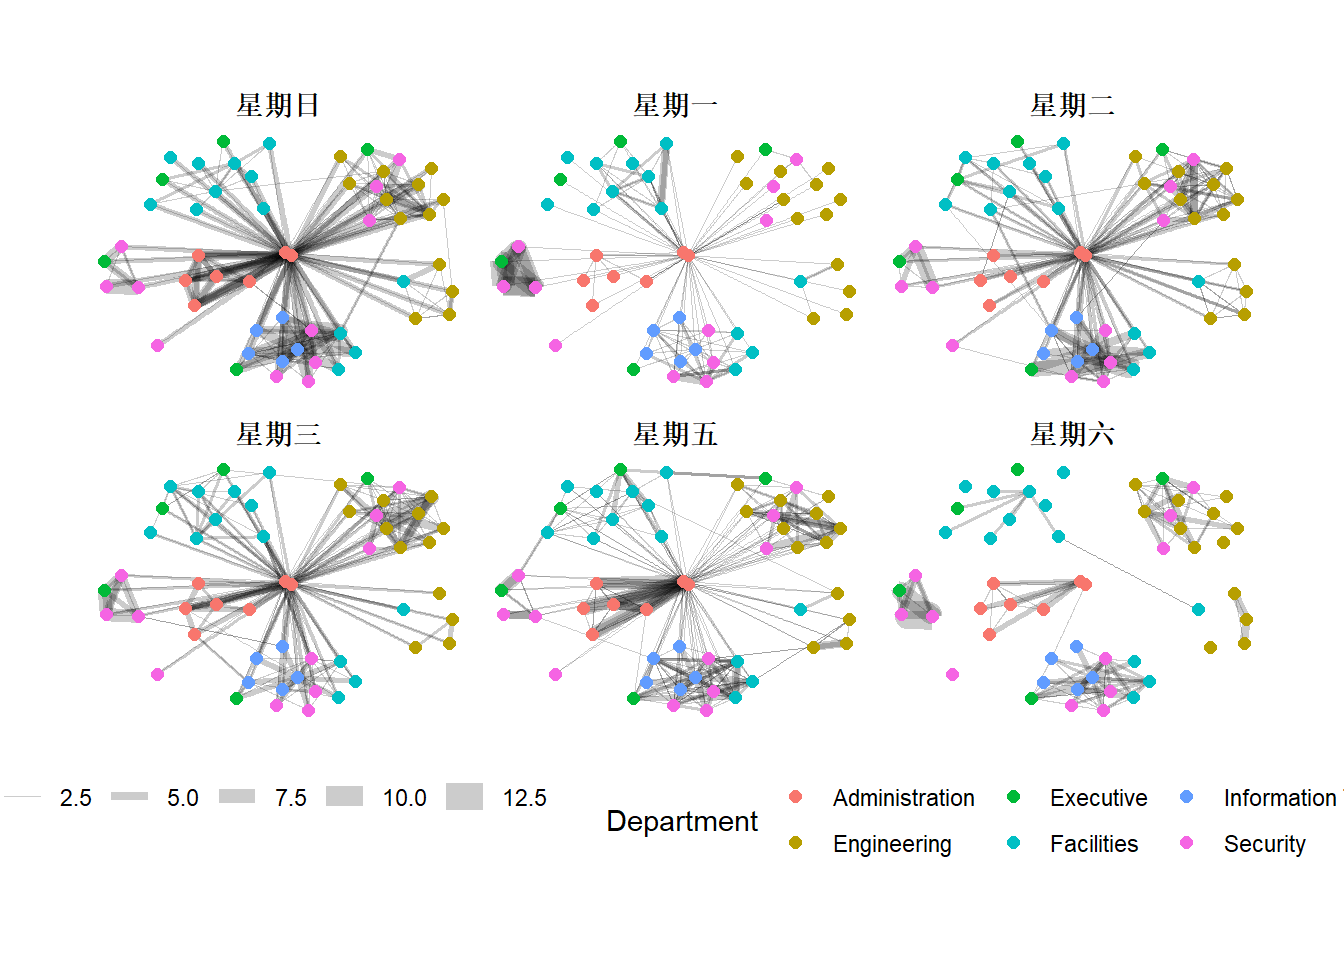 星期日 星期一 星期二
星期三 星期五 星期六
2.5 5.0 7.5 10.0 12.5
Department
Administration Executive Information
Engineering Facilities Security